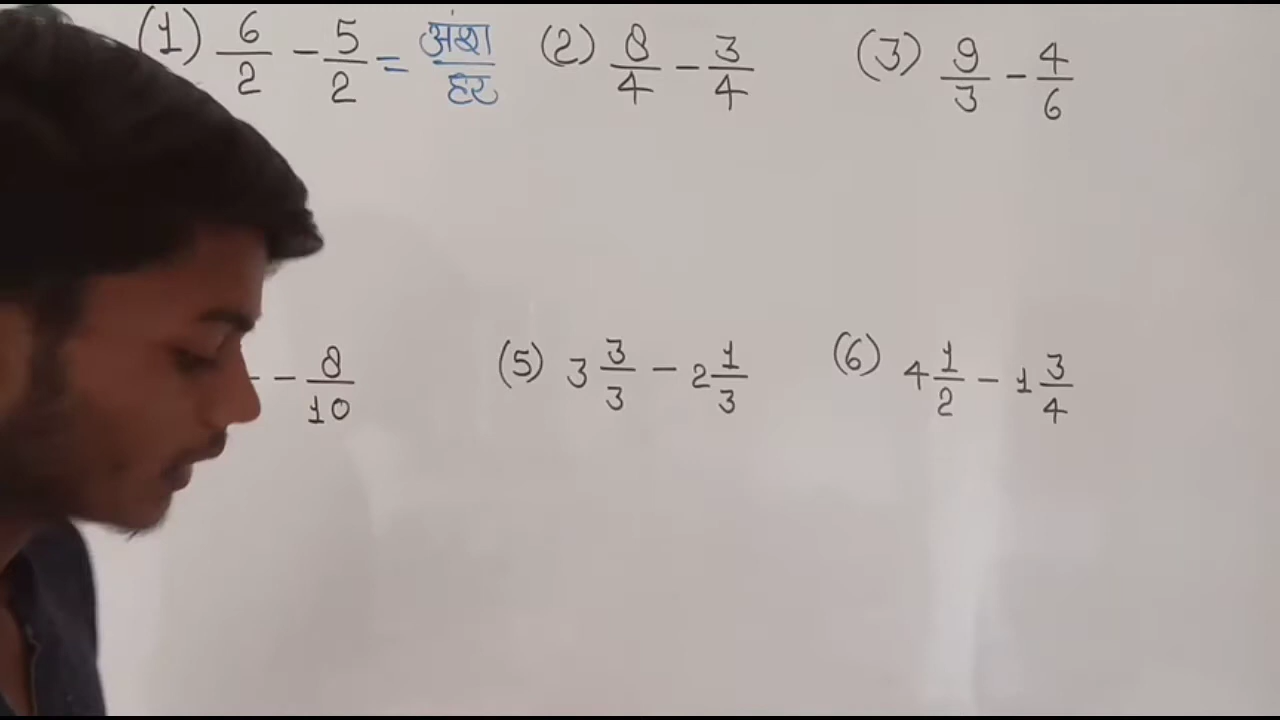 (1) 6/2 - 5/2 = अंश/हर (2) 8/4 - 3/4 (3) 9/3 - 4/6
- 8/10 (5) 3 3/3 - 2 1/3 (6) 4 1/2 - 1 3/4